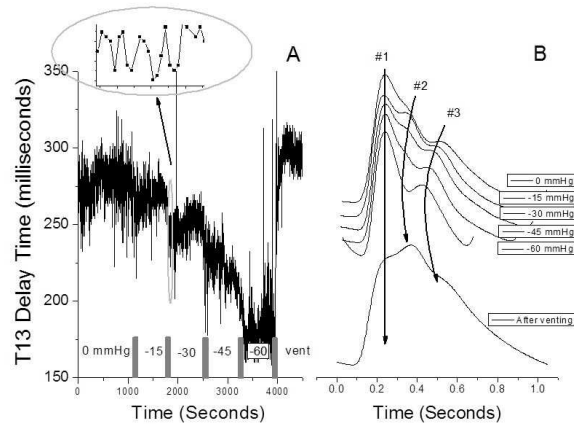 A
B
#1
#2
#3
T13 Delay Time (milliseconds)
350
300
250
200
150
0 mmHg
-15
-30
-45
-60
vent
0 1000 2000 3000 4000
Time (Seconds)
0 mmHg
-15 mmHg
-30 mmHg
-45 mmHg
-60 mmHg
After venting
0.0 0.2 0.4 0.6 0.8 1.0
Time (Seconds)